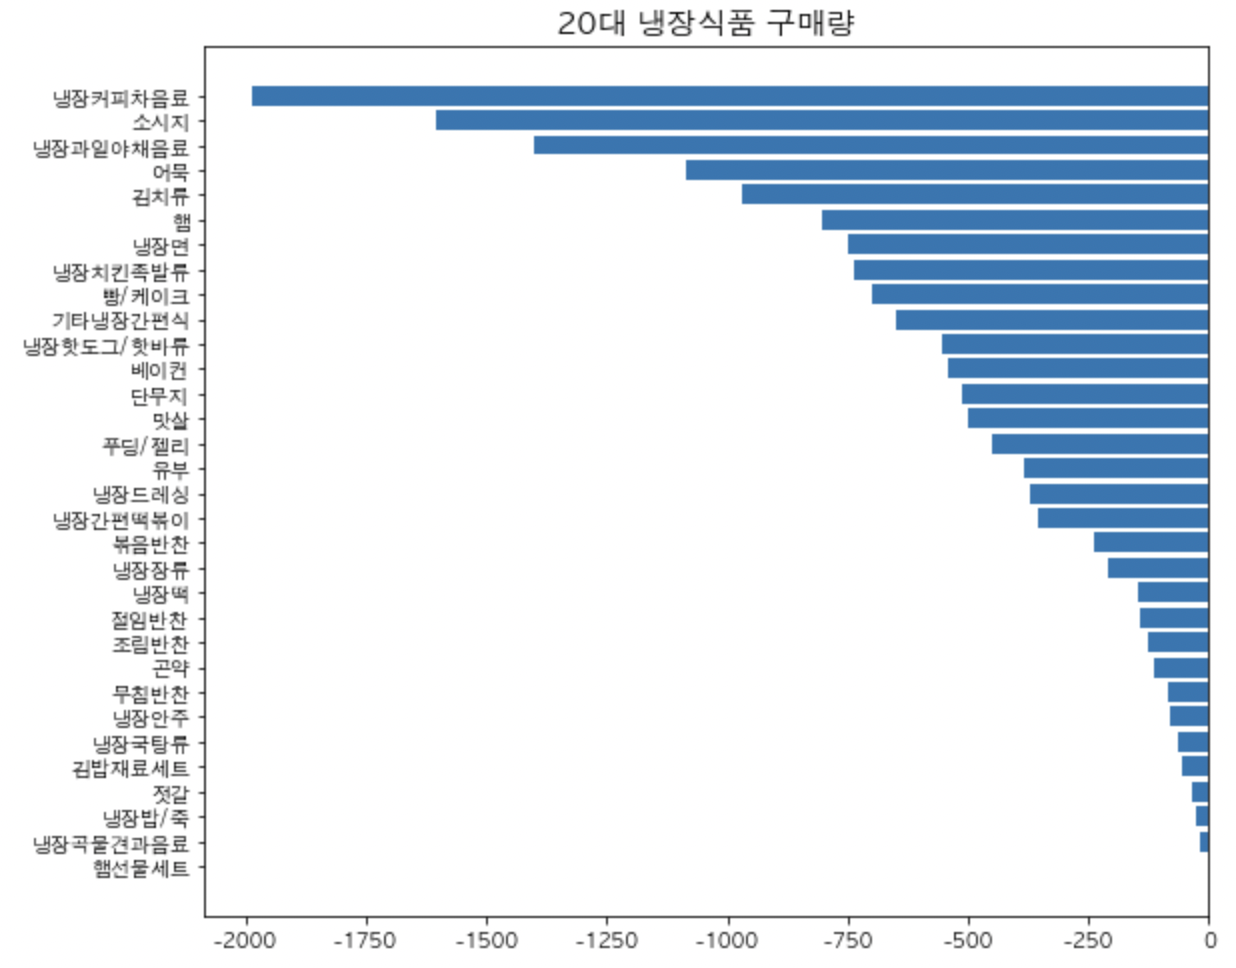 20대 냉장식품 구매량
냉장커피차음료
소시지
냉장과일야채음료
어묵
김치류
햄
냉장면
냉장치킨족발류
빵/케이크
기타냉장간편식
냉장핫도그/핫바류
베이컨
단무지
맛살
푸딩/젤리
유부
냉장드레싱
냉장간편떡볶이
볶음반찬
냉장장류
냉장떡
절임반찬
조림반찬
곤약
무침반찬
냉장안주
냉장국탕류
김밥재료세트
젓갈
냉장밥/죽
냉장곡물견과음료
햄선물세트
-2000 -1750 -1500 -1250 -1000 -750 -500 -250 0